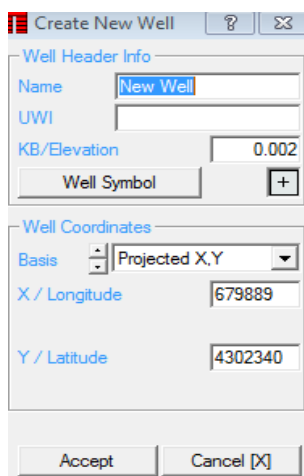 Create New Well
Well Header Info
Name New Well
UWI
KB/Elevation 0.002
Well Symbol +
Well Coordinates
Basis Projected X,Y
X / Longitude 679889
Y / Latitude 4302340
Accept Cancel [X]